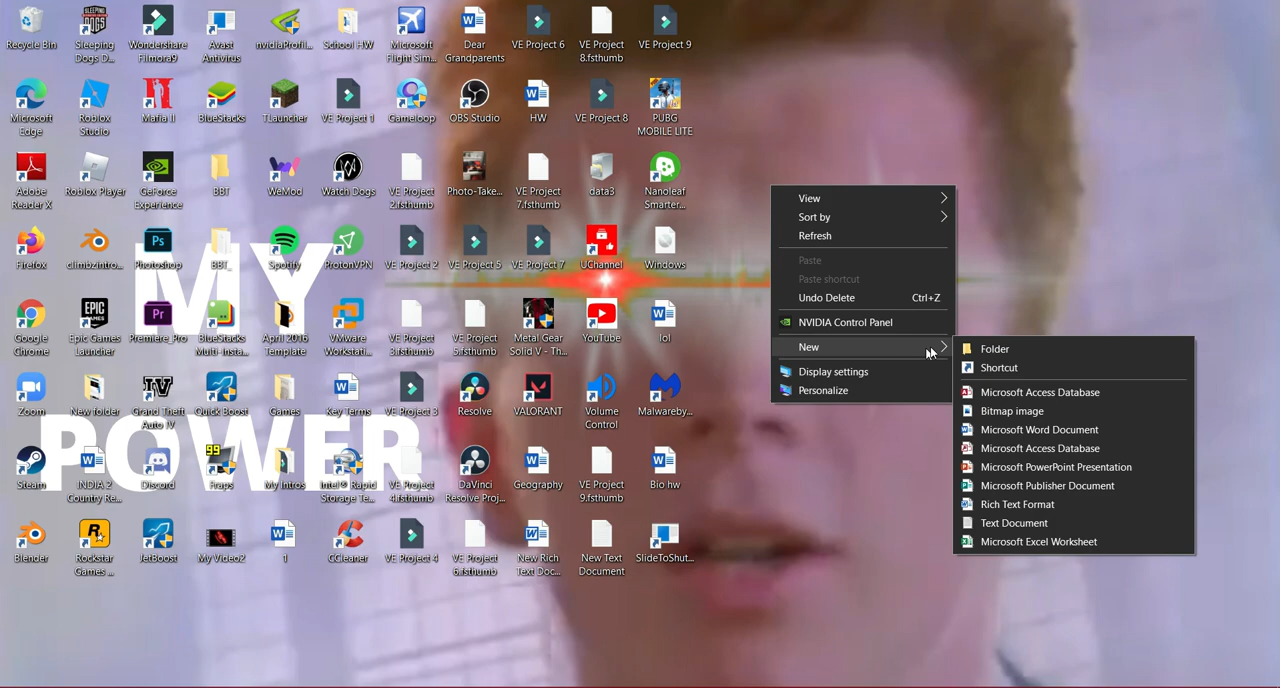 Recycle Bin
Sleeping
Dogs D...
Wondershare
Filmora9
Avast
Antivirus
nvidiaProfil...
School HW
Microsoft
Flight Sim...
Dear
Grandparents
VE Project 6
VE Project
8.fsthumb
VE Project 9
Microsoft
Edge
Roblox
Studio
Mafia II
BlueStacks
TLauncher
VE Project 1
Gameloop
OBS Studio
HW
VE Project 8
PUBG
MOBILE LITE
Adobe
Reader X
Roblox Player
GeForce
Experience
BBT
WeMod
Watch Dogs
VE Project
2.fsthumb
Photo-Take...
VE Project
7.fsthumb
data3
Nanoleaf
Smarter...
Firefox
climbzintro...
Photoshop
BBT_
Spotify
ProtonVPN
VE Project 2
VE Project 5
VE Project 7
UChannel
Windows
MY
Google
Chrome
Epic Games
Launcher
Premiere_Pro
BlueStacks
Multi-Insta...
April 2016
Template
VMware
Workstati...
VE Project
3.fsthumb
VE Project
5.fsthumb
Metal Gear
Solid V - Th...
YouTube
lol
Zoom
New folder
Grand Theft
Auto IV
Quick Boost
Games
Key Terms
VE Project 3
Resolve
VALORANT
Volume
Control
Malwareby...
POWER
Steam
INDIA 2
Country Re...
Discord
99
Fraps
My Intros
Intel® Rapid
Storage Te...
VE Project
4.fsthumb
DaVinci
Resolve Proj...
Geography
VE Project
9.fsthumb
Bio hw
Blender
Rockstar
Games ...
JetBoost
My Video2
1
CCleaner
VE Project 4
VE Project
6.fsthumb
New Rich
Text Doc...
New Text
Document
SlideToShut...
View
Sort by
Refresh
Paste
Paste shortcut
Undo Delete Ctrl+Z
NVIDIA Control Panel
New
Display settings
Personalize
Folder
Shortcut
Microsoft Access Database
Bitmap image
Microsoft Word Document
Microsoft Access Database
Microsoft PowerPoint Presentation
Microsoft Publisher Document
Rich Text Format
Text Document
Microsoft Excel Worksheet